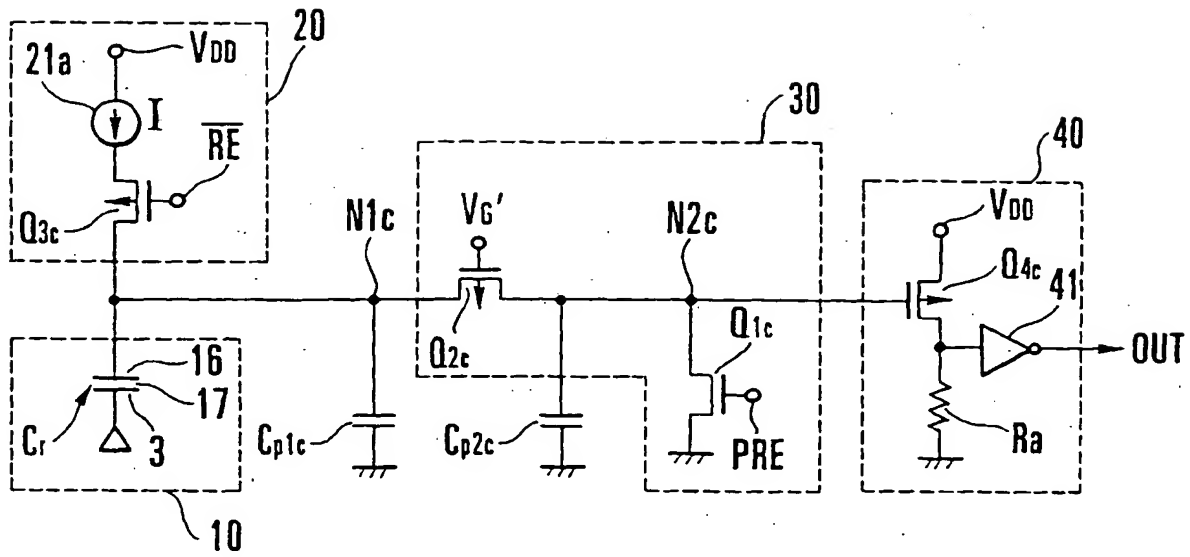 20
VDD
21a
I
RE
Q3c
30
40
N1c
VG'
N2c
VDD
Q4c
41
Q2c
Q1c
OUT
16
17
Cr
3
Cp1c
Cp2c
PRE
Ra
10